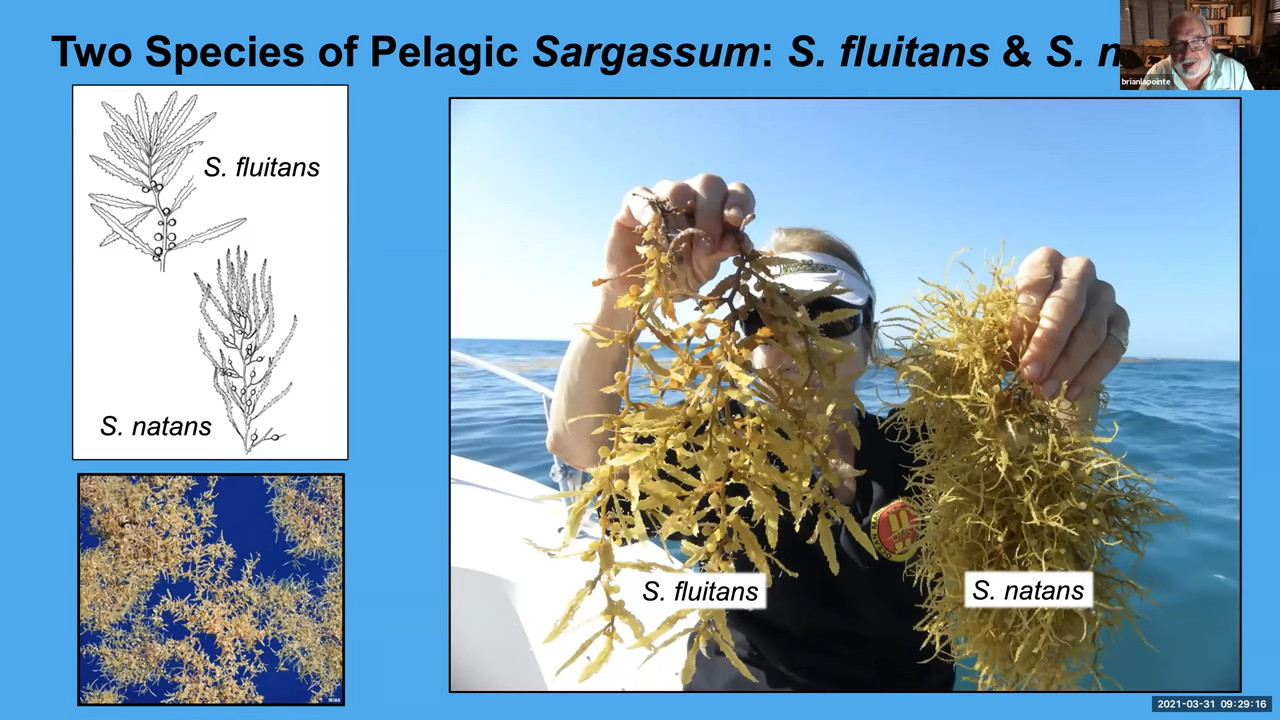 Two Species of Pelagic Sargassum: S. fluitans & S. n
brianlapointe
S. fluitans
S. natans
S. fluitans
S. natans
2021-03-31 09:29:16